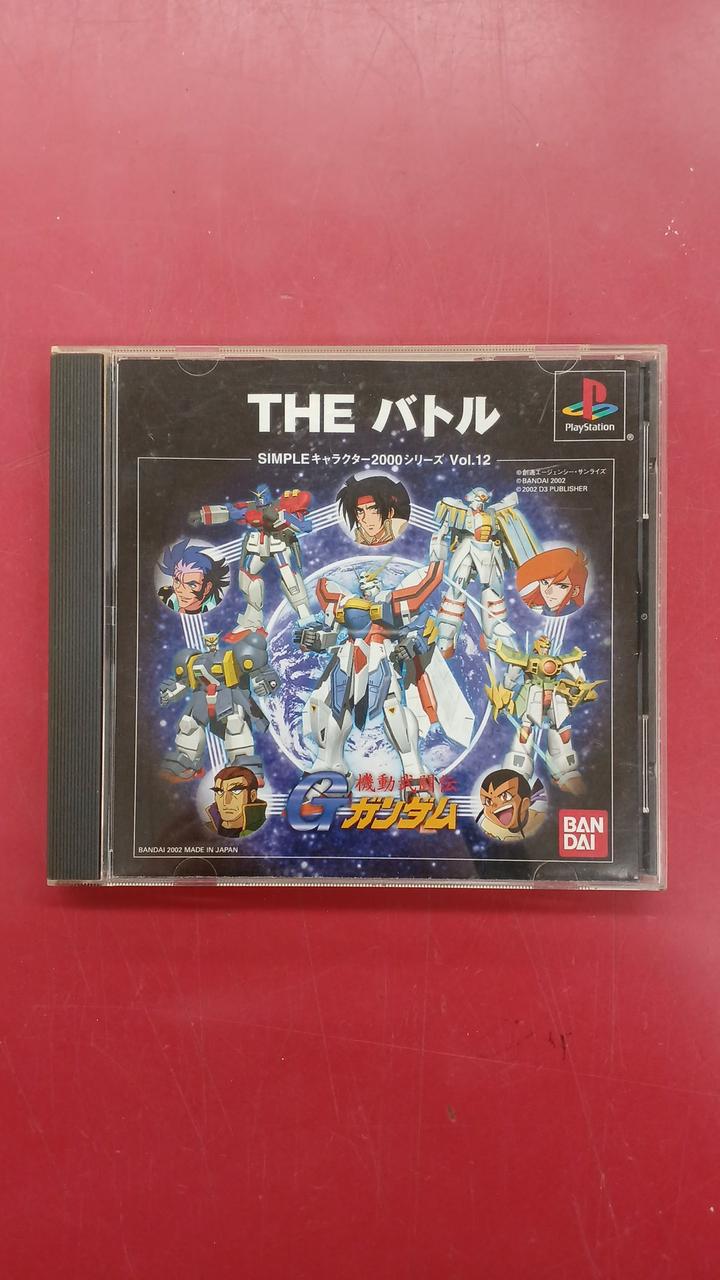 THE バトル
PlayStation
®
SIMPLEキャラクター2000シリーズ Vol.12
©創通エージェンシー・サンライズ
©BANDAI 2002
©2002 D3 PUBLISHER
機動武闘伝
Gガンダム
BAN
DAI
BANDAI 2002 MADE IN JAPAN